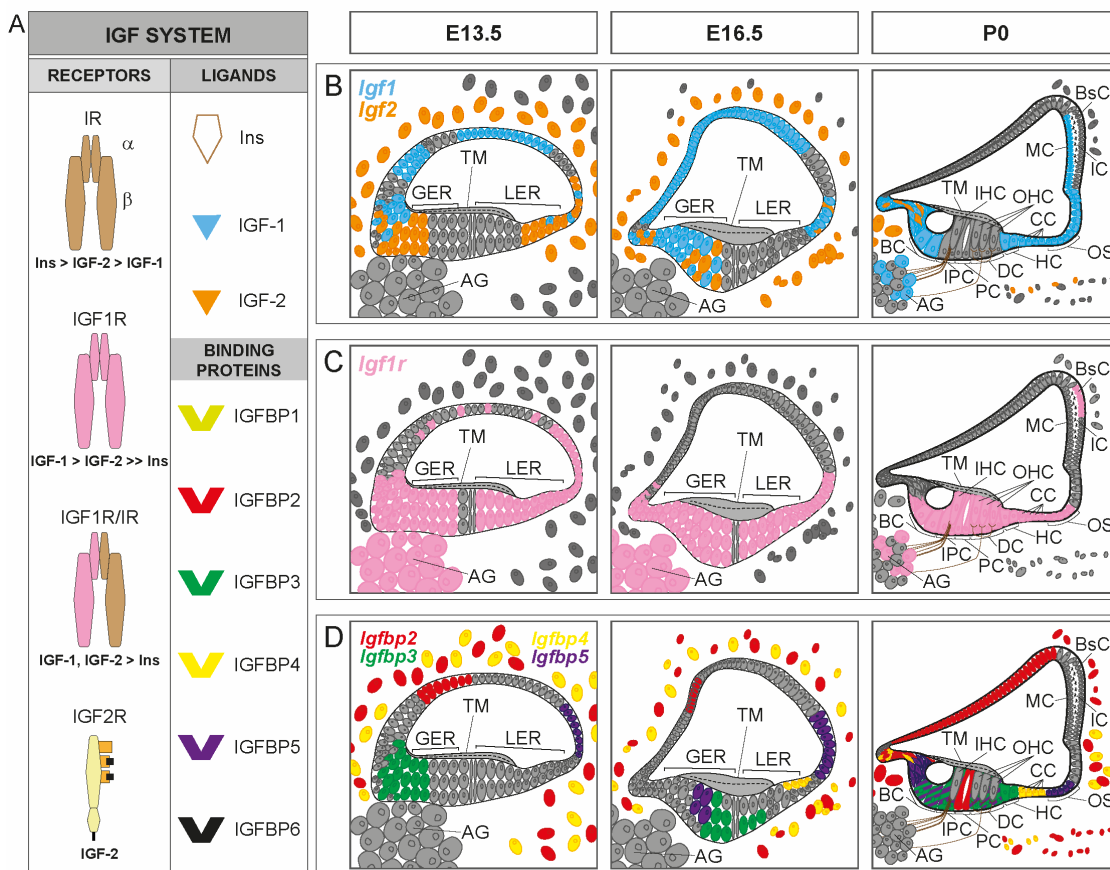 A
IGF SYSTEM
RECEPTORS
LIGANDS
IR
α
β
Ins > IGF-2 > IGF-1
IGF1R
IGF-1 > IGF-2 >> Ins
IGF1R/IR
IGF-1, IGF-2 > Ins
IGF2R
IGF-2
Ins
IGF-1
IGF-2
BINDING
PROTEINS
IGFBP1
IGFBP2
IGFBP3
IGFBP4
IGFBP5
IGFBP6
E13.5
E16.5
P0
B
Igf1
Igf2
TM
GER
LER
AG
TM
GER
LER
AG
BsC
MC
IC
TM
IHC
OHC
CC
BC
OS
HC
DC
IPC
PC
AG
C
Igf1r
TM
GER
LER
AG
TM
GER
LER
AG
BsC
MC
IC
TM
IHC
OHC
CC
BC
OS
HC
DC
IPC
PC
AG
D
Igfbp2 Igfbp4
Igfbp3 Igfbp5
TM
GER
LER
AG
TM
GER
LER
AG
BsC
MC
IC
TM
IHC
OHC
CC
BC
OS
HC
DC
IPC
PC
AG